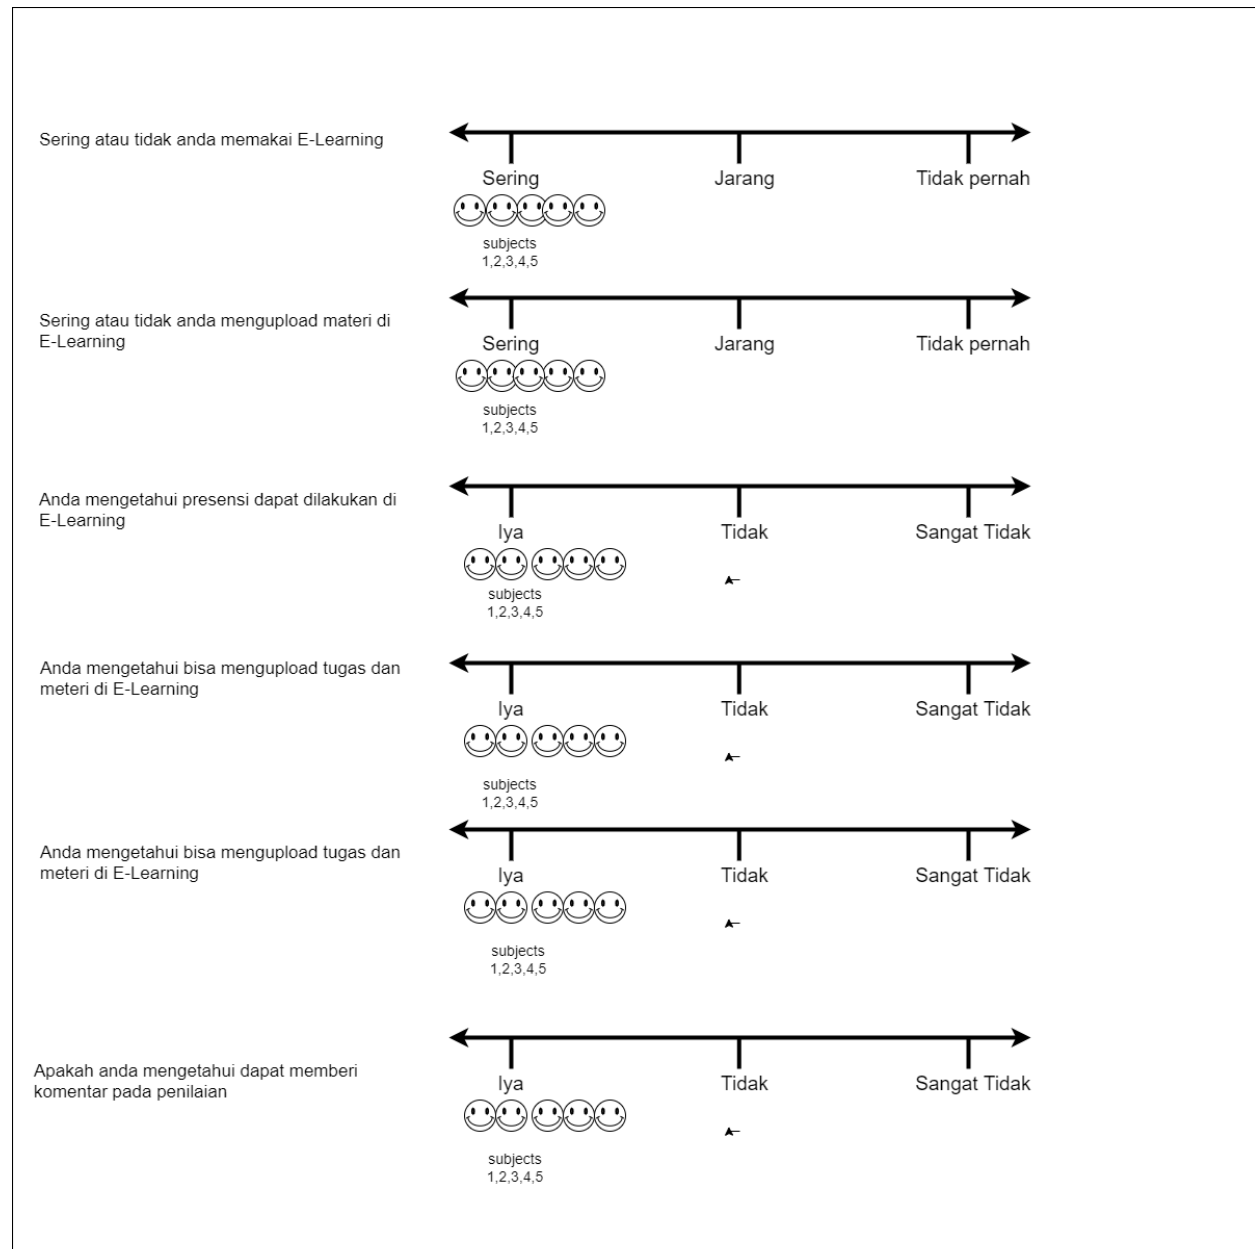 Sering atau tidak anda memakai E-Learning
Sering
Jarang
Tidak pernah
subjects
1,2,3,4,5
Sering atau tidak anda mengupload materi di
E-Learning
Sering
Jarang
Tidak pernah
subjects
1,2,3,4,5
Anda mengetahui presensi dapat dilakukan di
E-Learning
Iya
Tidak
Sangat Tidak
subjects
1,2,3,4,5
Anda mengetahui bisa mengupload tugas dan
meteri di E-Learning
Iya
Tidak
Sangat Tidak
subjects
1,2,3,4,5
Anda mengetahui bisa mengupload tugas dan
meteri di E-Learning
Iya
Tidak
Sangat Tidak
subjects
1,2,3,4,5
Apakah anda mengetahui dapat memberi
komentar pada penilaian
Iya
Tidak
Sangat Tidak
subjects
1,2,3,4,5